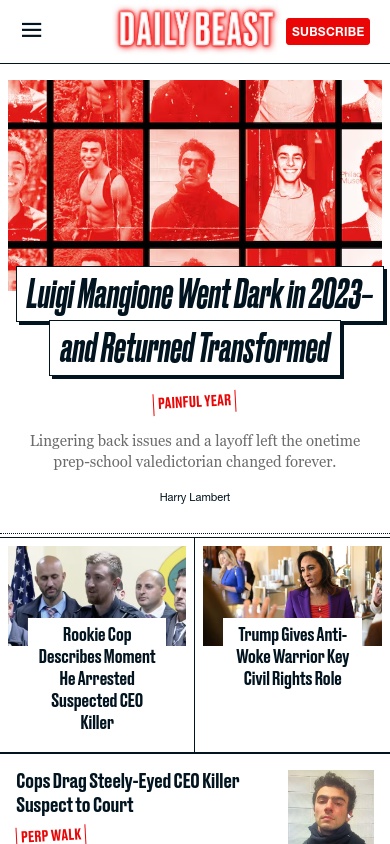 DAILY BEAST
SUBSCRIBE
Luigi Mangione Went Dark in 2023–
and Returned Transformed
PAINFUL YEAR
Lingering back issues and a layoff left the onetime
prep-school valedictorian changed forever.
Harry Lambert
Rookie Cop
Describes Moment
He Arrested
Suspected CEO
Killer
Trump Gives Anti-
Woke Warrior Key
Civil Rights Role
Cops Drag Steely-Eyed CEO Killer
Suspect to Court
PERP WALK